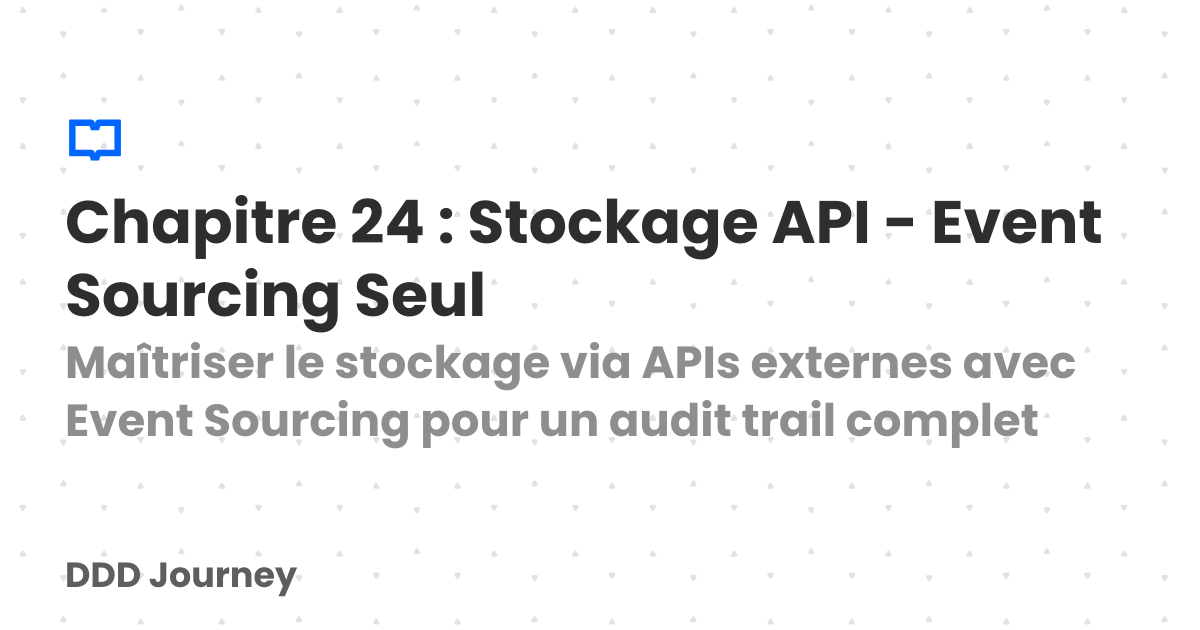 Chapitre 24 : Stockage API - Event
Sourcing Seul
Maîtriser le stockage via APIs externes avec
Event Sourcing pour un audit trail complet
DDD Journey